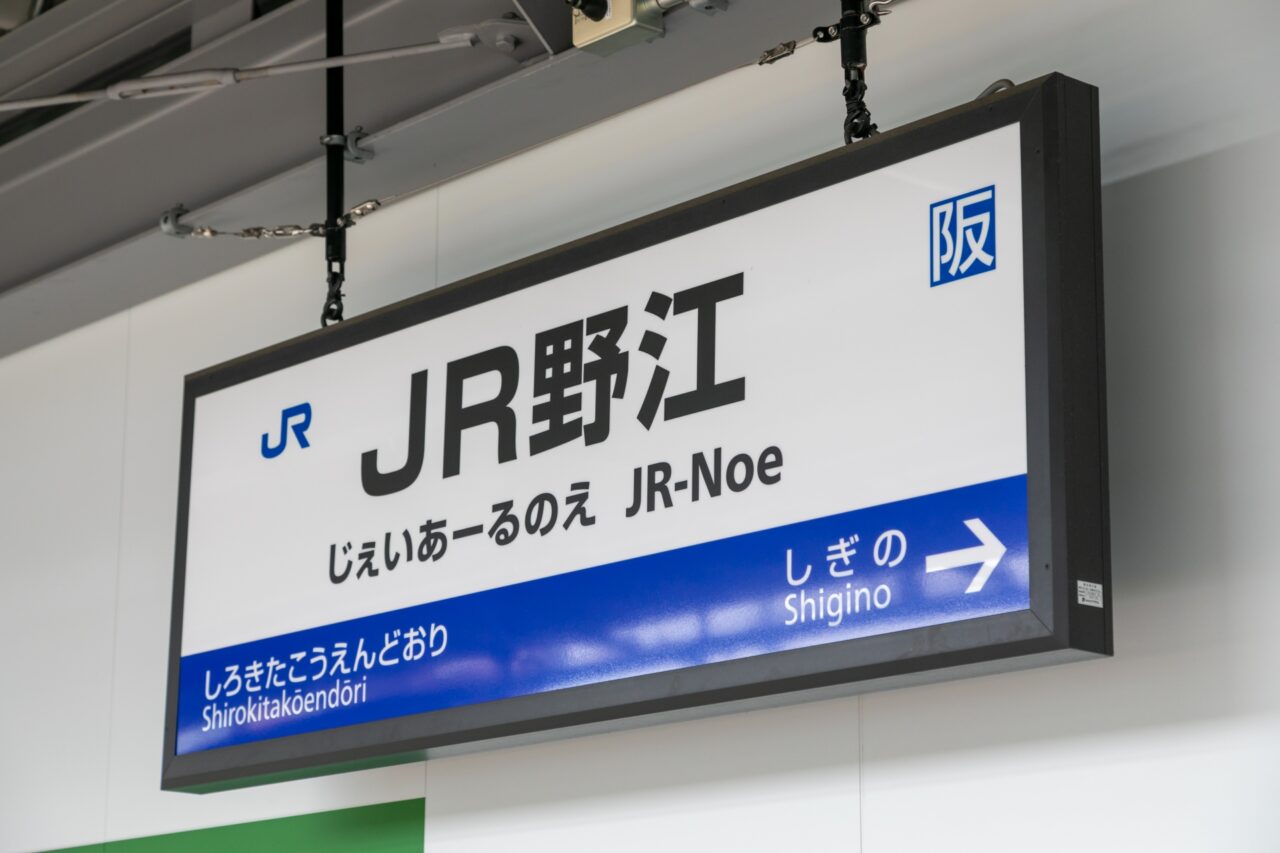 阪
JR
JR野江
じぇいあーるのえ JR-Noe
しぎの →
Shigino
しろきたこうえんどおり
Shirokitakōendōri